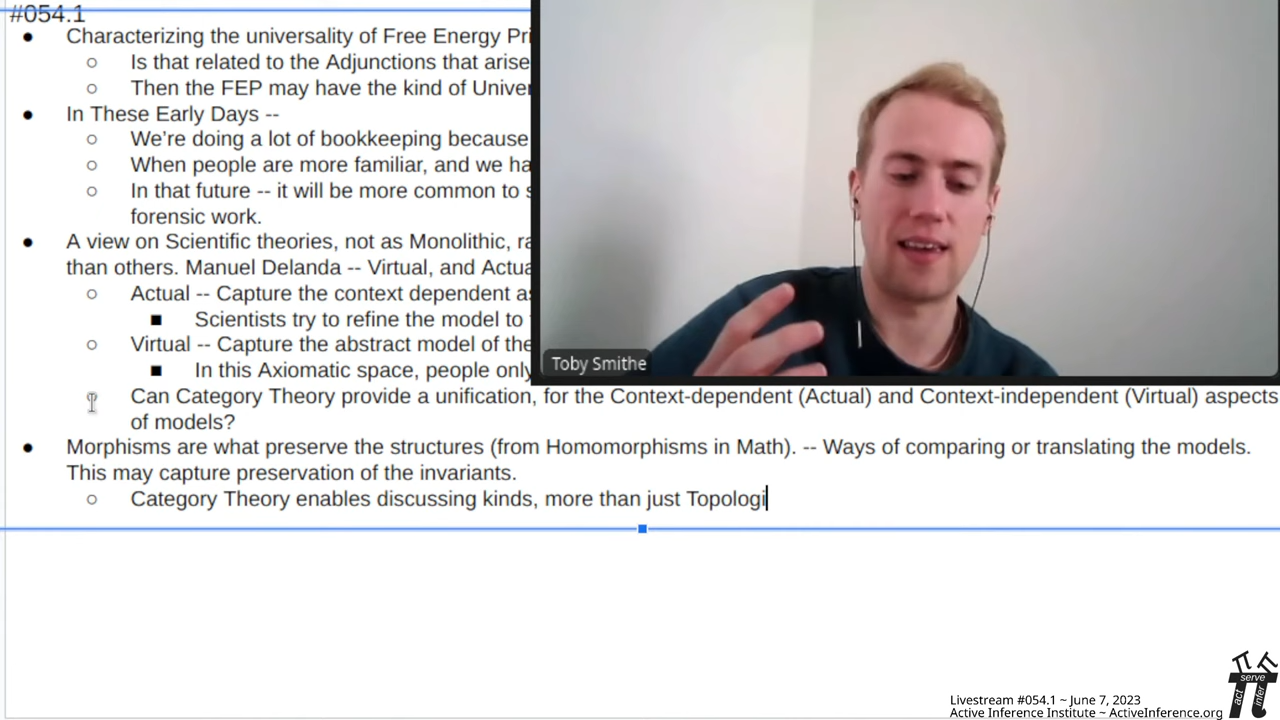 #054.1
● Characterizing the universality of Free Energy Pri
○ Is that related to the Adjunctions that arise
○ Then the FEP may have the kind of Univer
● In These Early Days --
○ We're doing a lot of bookkeeping because
○ When people are more familiar, and we ha
○ In that future -- it will be more common to s
forensic work.
● A view on Scientific theories, not as Monolithic, ra
than others. Manuel Delanda -- Virtual, and Actua
○ Actual -- Capture the context dependent as
■ Scientists try to refine the model to
○ Virtual -- Capture the abstract model of the
■ In this Axiomatic space, people only
○ Can Category Theory provide a unification, for the Context-dependent (Actual) and Context-independent (Virtual) aspects
of models?
● Morphisms are what preserve the structures (from Homomorphisms in Math). -- Ways of comparing or translating the models.
This may capture preservation of the invariants.
○ Category Theory enables discussing kinds, more than just Topologi
Toby Smithe
Livestream #054.1 ~ June 7, 2023
Active Inference Institute ~ ActiveInference.org
serve
act
infer